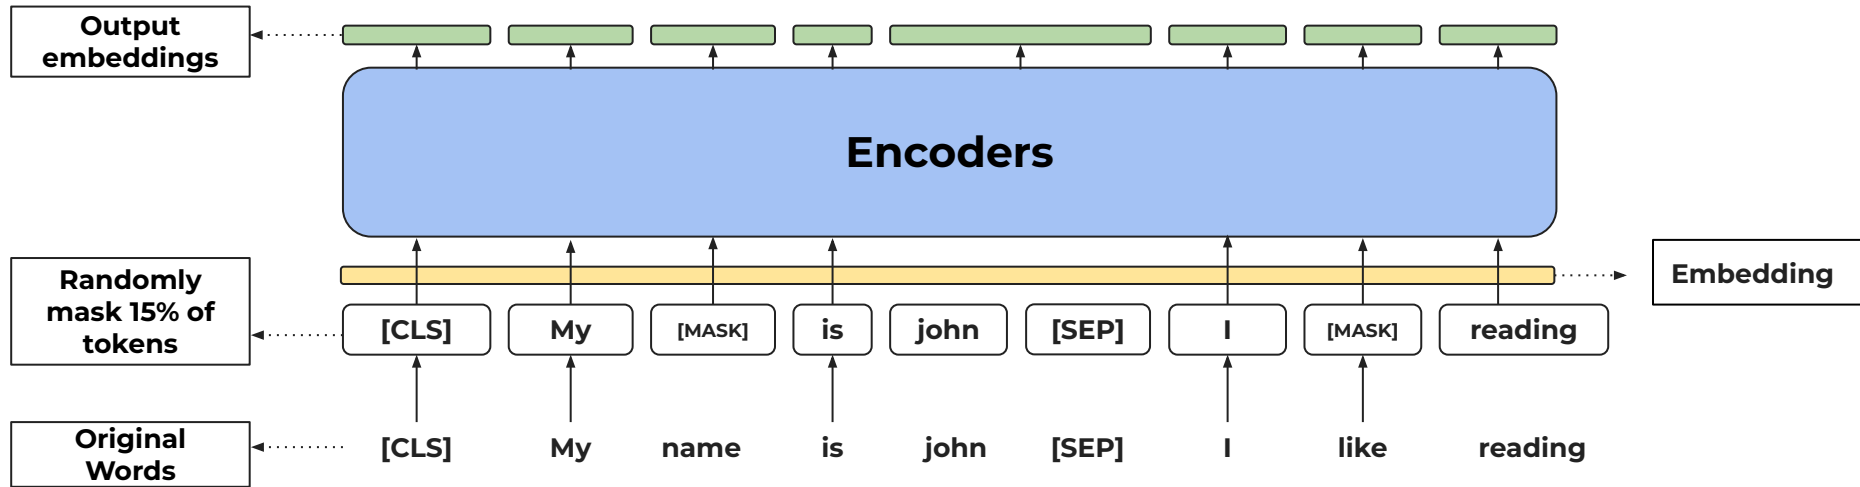 Output
embeddings
Encoders
Randomly
mask 15% of
tokens
Embedding
[CLS] My [MASK] is john [SEP] I [MASK] reading
Original
Words
[CLS] My name is john [SEP] I like reading